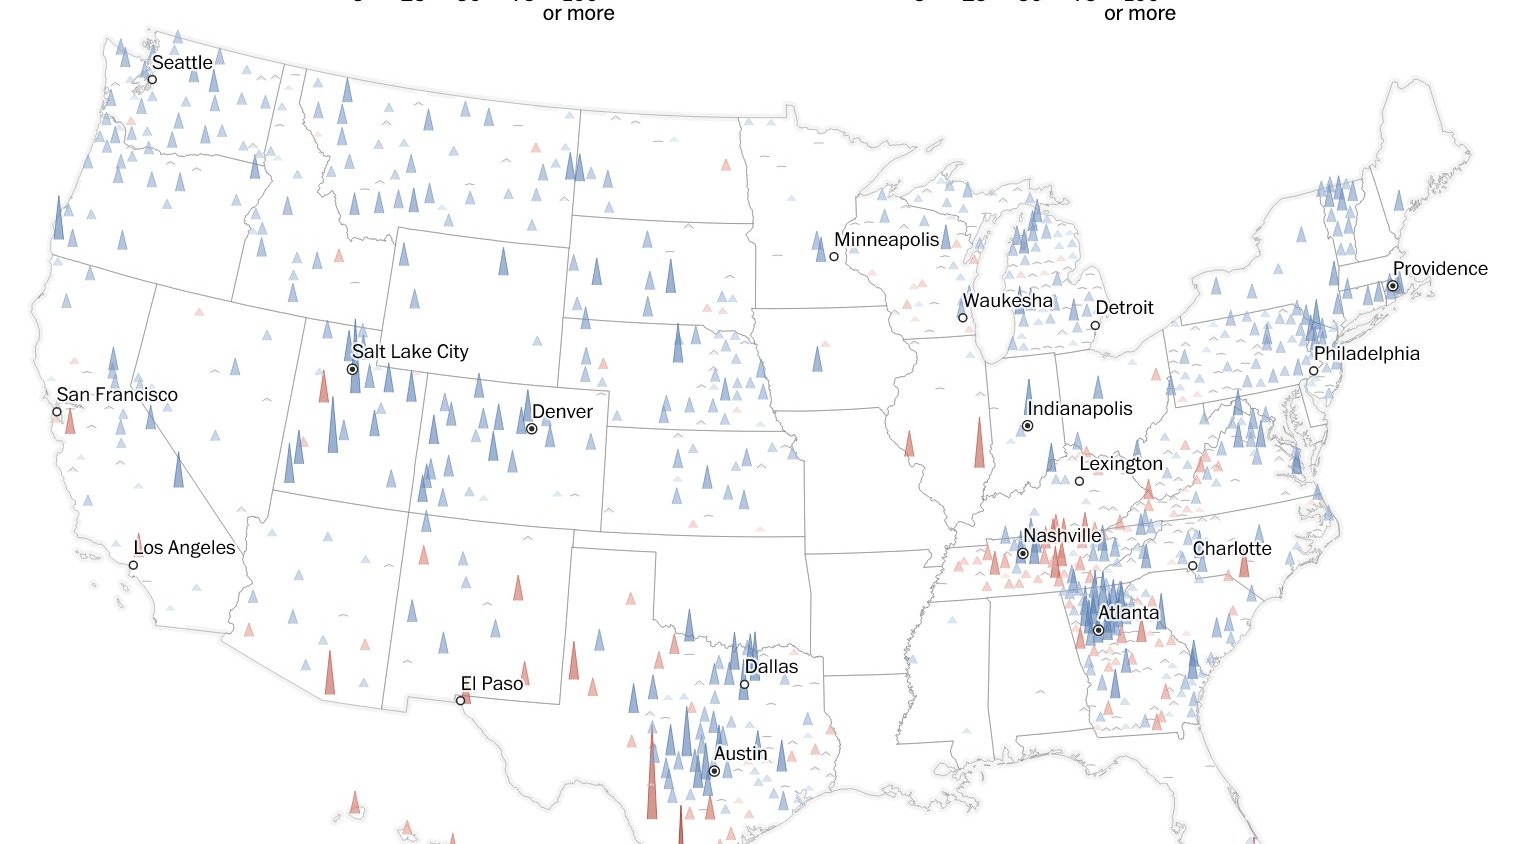 or more
or more
Seattle
Minneapolis
Providence
Waukesha
Detroit
Salt Lake City
Philadelphia
San Francisco
Denver
Indianapolis
Lexington
Nashville
Charlotte
Los Angeles
Atlanta
Dallas
El Paso
Austin